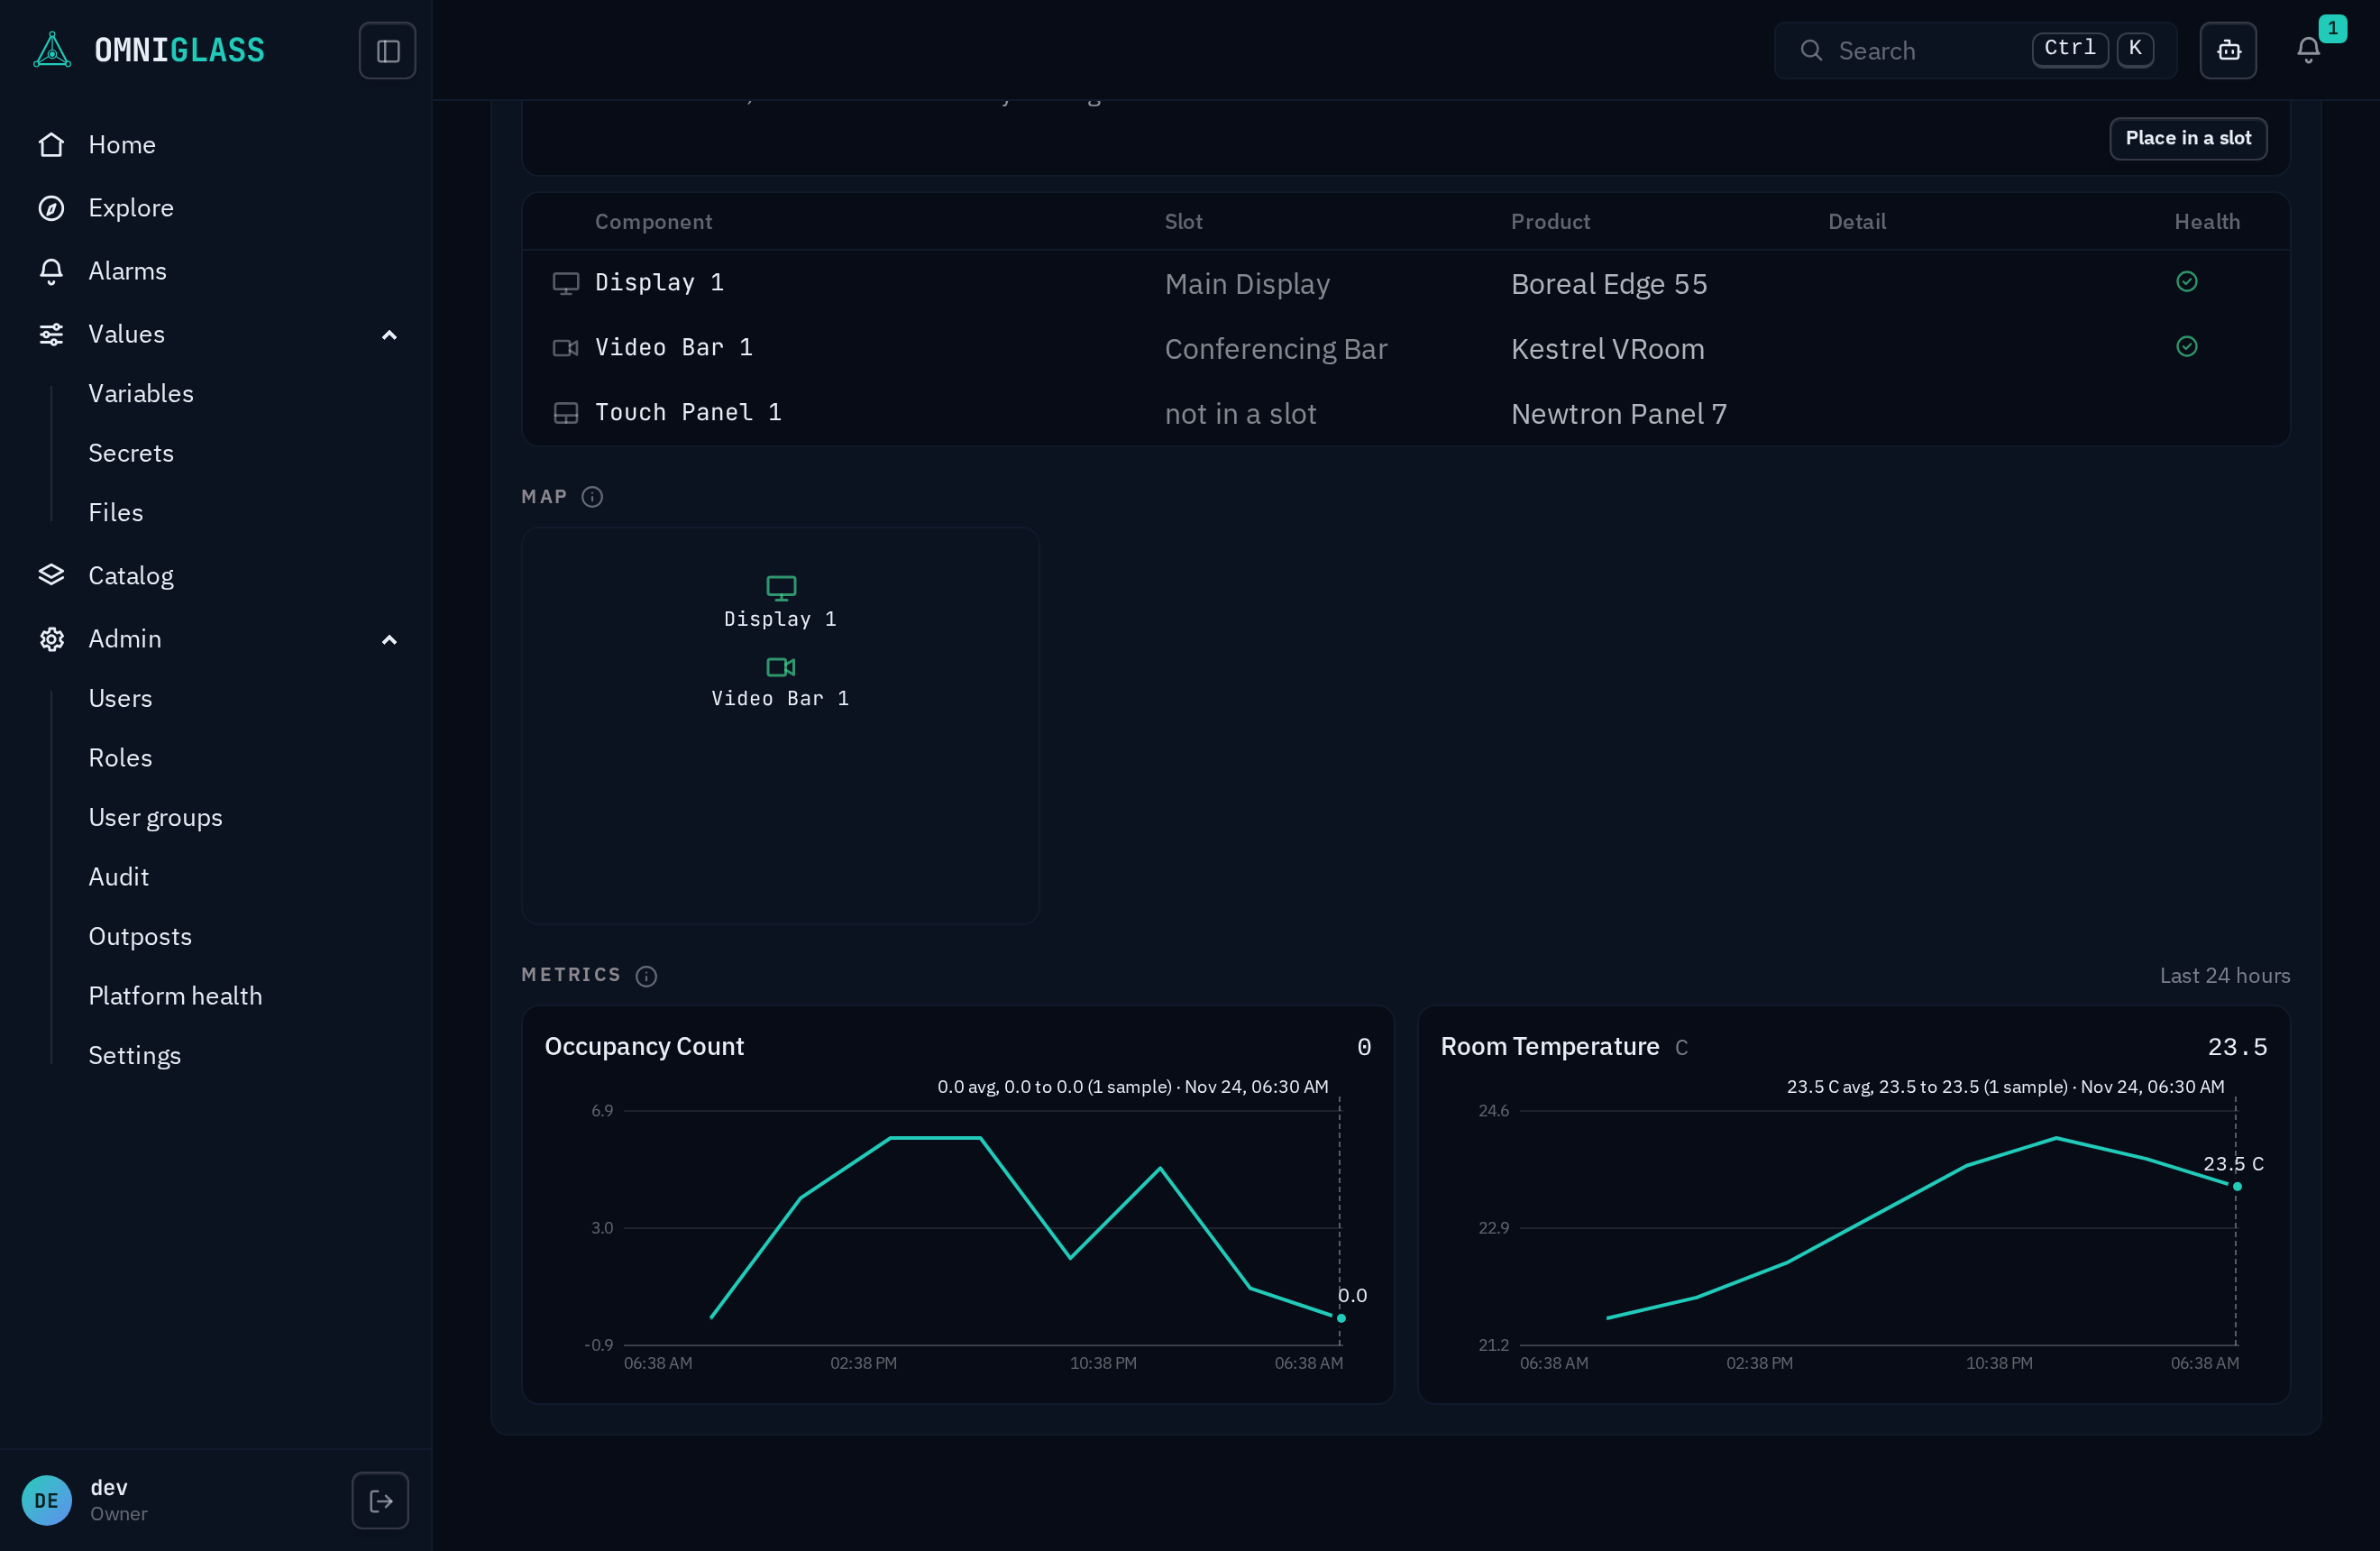 OMNIGLASS
Search Ctrl K
1
Home
Explore
Alarms
Values
Variables
Secrets
Files
Catalog
Admin
Users
Roles
User groups
Audit
Outposts
Platform health
Settings
DE
dev
Owner
Place in a slot
Component Slot Product Detail Health
Display 1 Main Display Boreal Edge 55
Video Bar 1 Conferencing Bar Kestrel VRoom
Touch Panel 1 not in a slot Newtron Panel 7
MAP
Display 1
Video Bar 1
METRICS Last 24 hours
Occupancy Count 0
0.0 avg, 0.0 to 0.0 (1 sample) · Nov 24, 06:30 AM
6.9
3.0
0.0
-0.9
06:38 AM 02:38 PM 10:38 PM 06:38 AM
Room Temperature C 23.5
23.5 C avg, 23.5 to 23.5 (1 sample) · Nov 24, 06:30 AM
24.6
23.5 C
22.9
21.2
06:38 AM 02:38 PM 10:38 PM 06:38 AM